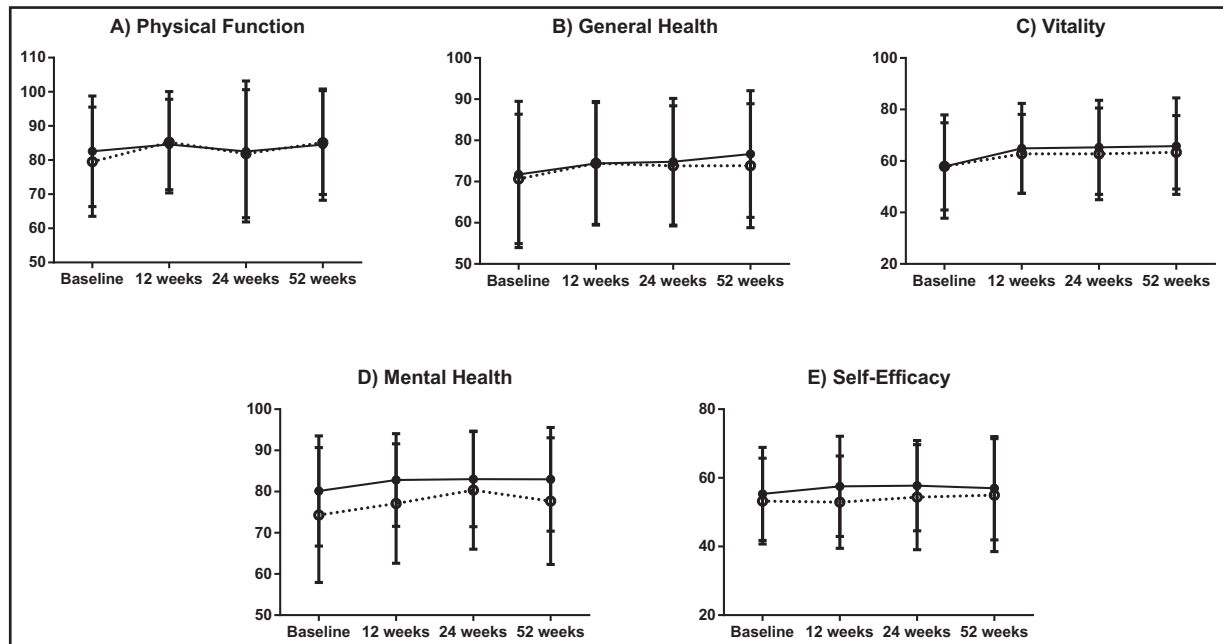 A) Physical Function
110
100
90
80
70
60
50
Baseline 12 weeks 24 weeks 52 weeks
B) General Health
100
90
80
70
60
50
Baseline 12 weeks 24 weeks 52 weeks
C) Vitality
100
80
60
40
20
Baseline 12 weeks 24 weeks 52 weeks
D) Mental Health
100
90
80
70
60
50
Baseline 12 weeks 24 weeks 52 weeks
E) Self-Efficacy
80
60
40
20
Baseline 12 weeks 24 weeks 52 weeks